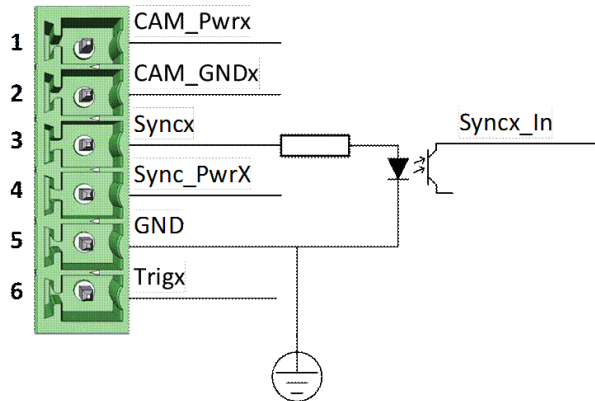 1 CAM_Pwrx
2 CAM_GNDx
3 Syncx
Syncx_In
4 Sync_PwrX
5 GND
6 Trigx